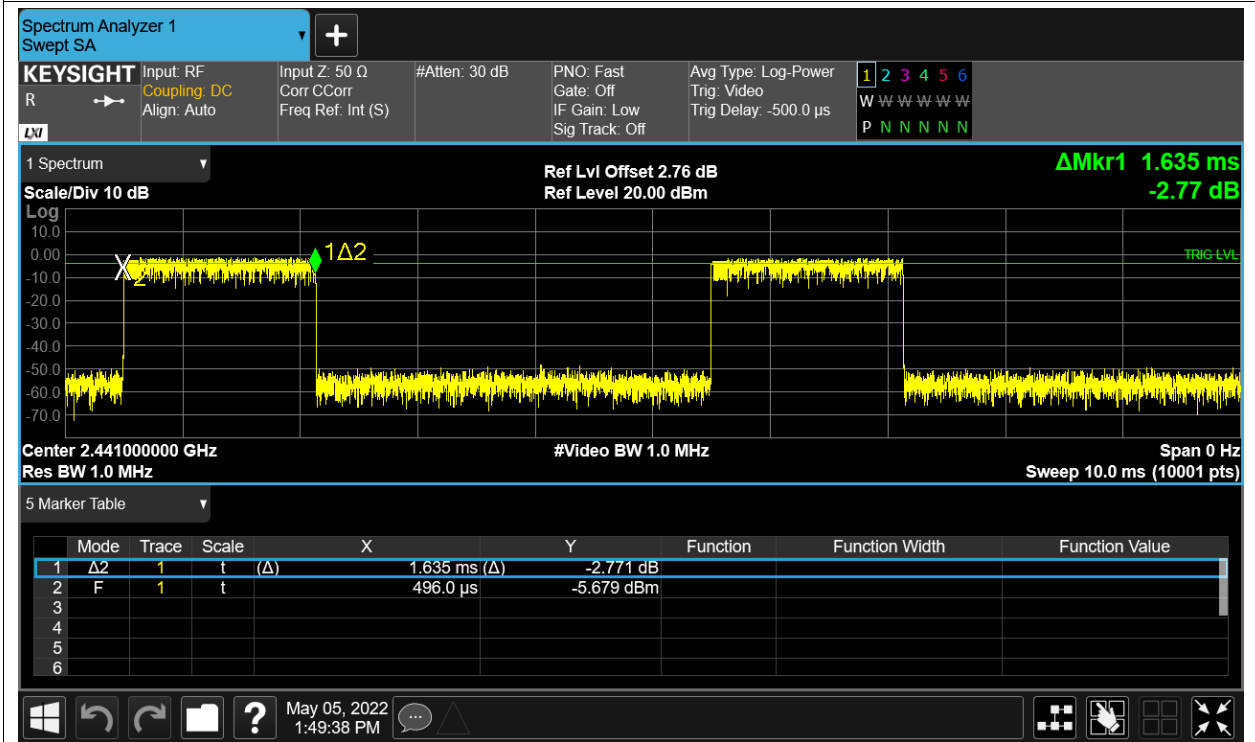 Spectrum Analyzer 1
Swept SA
+
KEYSIGHT Input: RF Input Z: 50 Ω #Atten: 30 dB PNO: Fast Avg Type: Log-Power 1 2 3 4 5 6
R Coupling: DC Corr CCorr Gate: Off Trig: Video W W W W W W
Align: Auto Freq Ref: Int (S) IF Gain: Low Trig Delay: -500.0 µs
LXI Sig Track: Off P N N N N N
1 Spectrum Ref Lvl Offset 2.76 dB ΔMkr1 1.635 ms
Scale/Div 10 dB Ref Level 20.00 dBm -2.77 dB
Log
10.0
0.00 1Δ2 TRIG LVL
-10.0 X 2
-20.0
-30.0
-40.0
-50.0
-60.0
-70.0
Center 2.441000000 GHz #Video BW 1.0 MHz Span 0 Hz
Res BW 1.0 MHz Sweep 10.0 ms (10001 pts)
5 Marker Table
Mode Trace Scale X Y Function Function Width Function Value
1 Δ2 1 t (Δ) 1.635 ms (Δ) -2.771 dB
2 F 1 t 496.0 µs -5.679 dBm
3
4
5
6
? May 05, 2022
1:49:38 PM